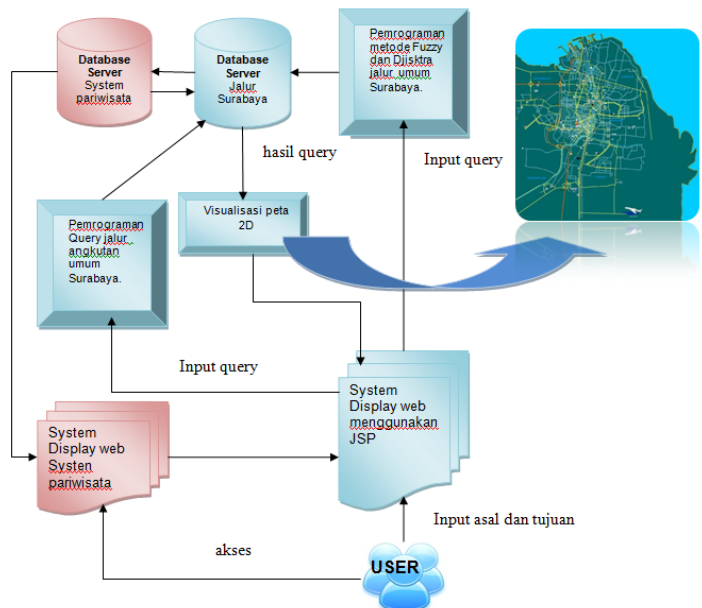 Database
Server
System
pariwisata
Database
Server
Jalur
Surabaya
Pemrograman
metode Fuzzy
dan Djisktra
jalur umum
Surabaya.
hasil query
Input query
Visualisasi peta
2D
Pemrograman
Query jalur
angkutan
umum
Surabaya.
Input query
System
Display web
menggunakan
JSP
System
Display web
Systen
pariwisata
Input asal dan tujuan
akses
USER